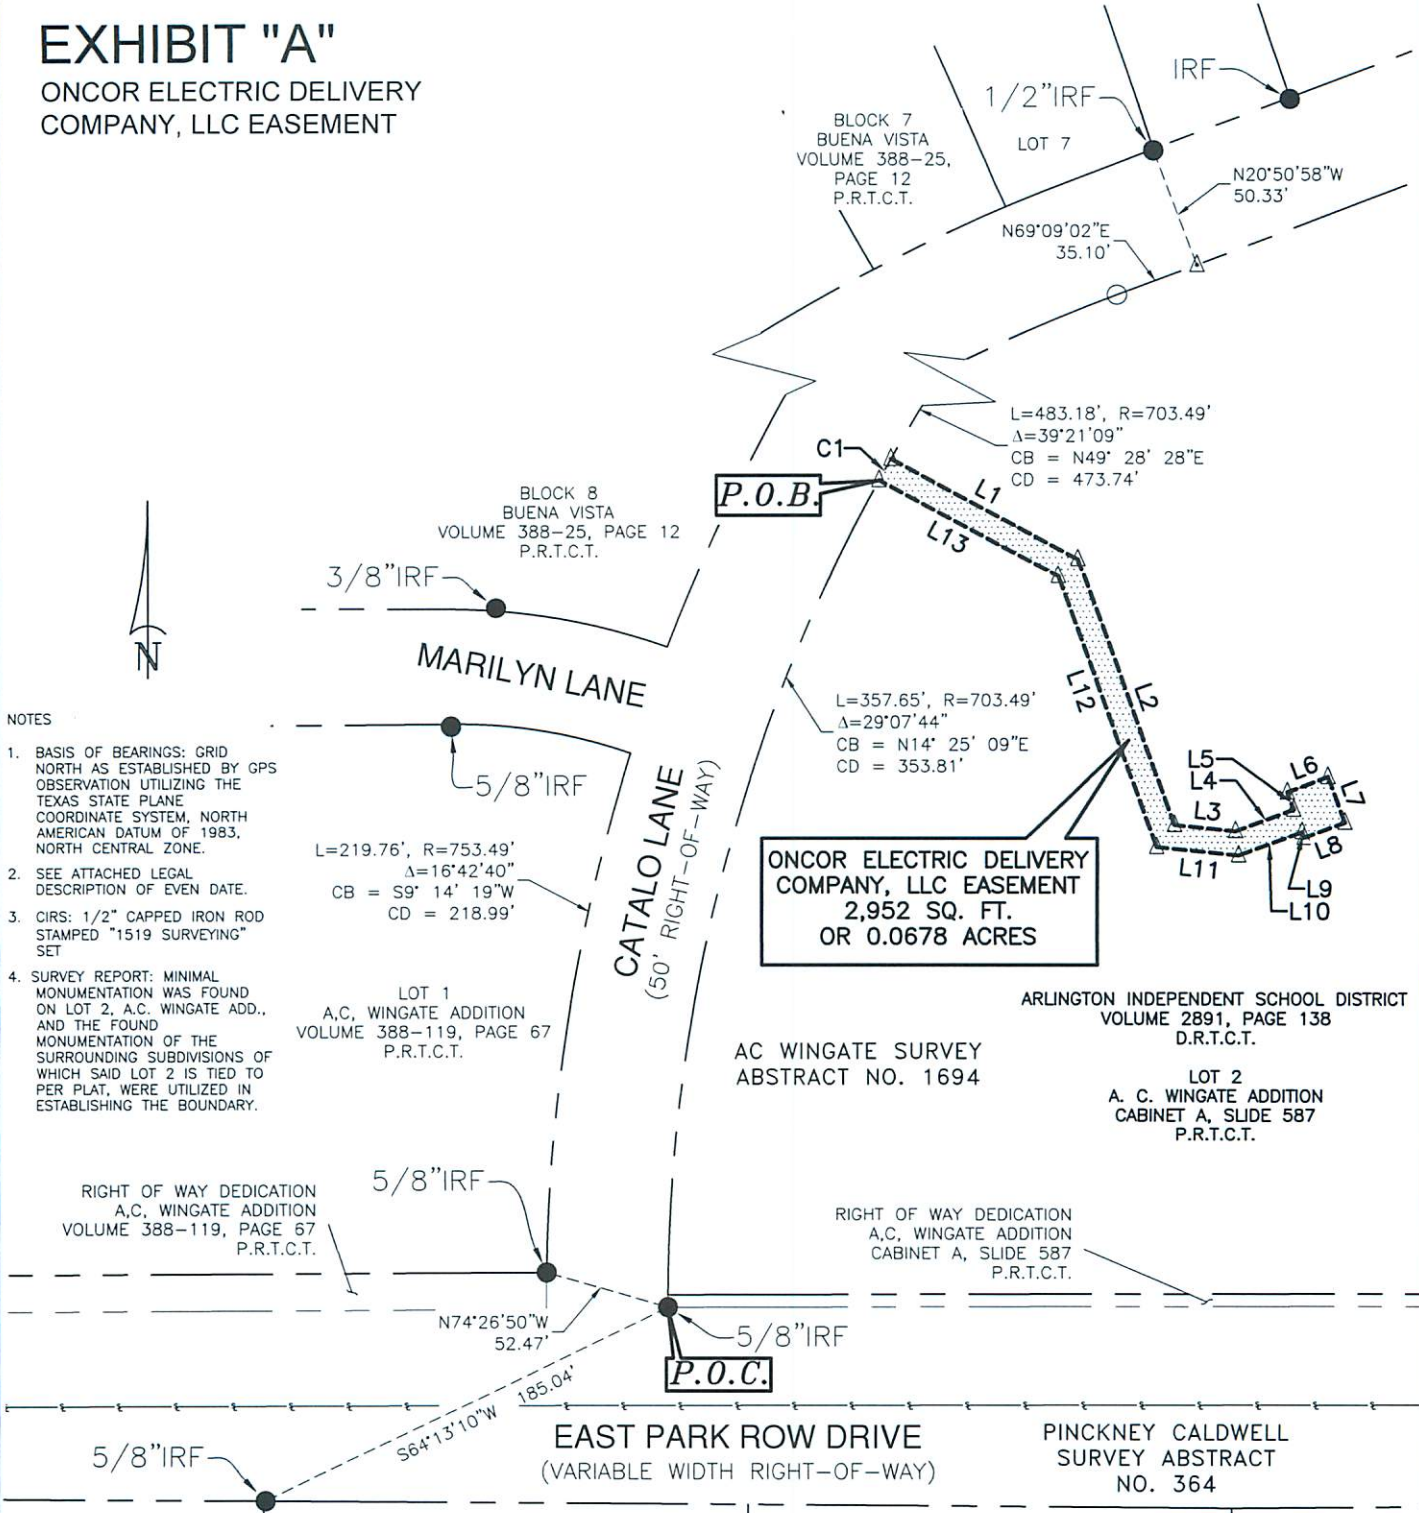 EXHIBIT "A"
ONCOR ELECTRIC DELIVERY
COMPANY, LLC EASEMENT
BLOCK 7
BUENA VISTA
VOLUME 388-25,
PAGE 12
P.R.T.C.T.
1/2"IRF
IRF
LOT 7
N20°50'58"W
50.33'
N69°09'02"E
35.10'
L=483.18', R=703.49'
Δ=39°21'09"
CB = N49° 28' 28"E
CD = 473.74'
C1
P.O.B.
L1
L13
BLOCK 8
BUENA VISTA
VOLUME 388-25, PAGE 12
P.R.T.C.T.
3/8"IRF
N
MARILYN LANE
5/8"IRF
L12
L2
L=357.65', R=703.49'
Δ=29°07'44"
CB = N14° 25' 09"E
CD = 353.81'
L5
L4
L3
L6
L7
L8
L9
L10
L11
NOTES
1. BASIS OF BEARINGS: GRID
NORTH AS ESTABLISHED BY GPS
OBSERVATION UTILIZING THE
TEXAS STATE PLANE
COORDINATE SYSTEM, NORTH
AMERICAN DATUM OF 1983,
NORTH CENTRAL ZONE.
2. SEE ATTACHED LEGAL
DESCRIPTION OF EVEN DATE.
3. CIRS: 1/2" CAPPED IRON ROD
STAMPED "1519 SURVEYING"
SET
4. SURVEY REPORT: MINIMAL
MONUMENTATION WAS FOUND
ON LOT 2, A.C. WINGATE ADD.,
AND THE FOUND
MONUMENTATION OF THE
SURROUNDING SUBDIVISIONS OF
WHICH SAID LOT 2 IS TIED TO
PER PLAT, WERE UTILIZED IN
ESTABLISHING THE BOUNDARY.
L=219.76', R=753.49'
Δ=16°42'40"
CB = S9° 14' 19"W
CD = 218.99'
CATALO LANE
(50' RIGHT-OF-WAY)
ONCOR ELECTRIC DELIVERY
COMPANY, LLC EASEMENT
2,952 SQ. FT.
OR 0.0678 ACRES
LOT 1
A,C, WINGATE ADDITION
VOLUME 388-119, PAGE 67
P.R.T.C.T.
AC WINGATE SURVEY
ABSTRACT NO. 1694
ARLINGTON INDEPENDENT SCHOOL DISTRICT
VOLUME 2891, PAGE 138
D.R.T.C.T.
LOT 2
A. C. WINGATE ADDITION
CABINET A, SLIDE 587
P.R.T.C.T.
5/8"IRF
RIGHT OF WAY DEDICATION
A,C, WINGATE ADDITION
VOLUME 388-119, PAGE 67
P.R.T.C.T.
RIGHT OF WAY DEDICATION
A,C, WINGATE ADDITION
CABINET A, SLIDE 587
P.R.T.C.T.
N74°26'50"W
52.47'
5/8"IRF
P.O.C.
S64°13'10"W 185.04'
5/8"IRF
EAST PARK ROW DRIVE
(VARIABLE WIDTH RIGHT-OF-WAY)
PINCKNEY CALDWELL
SURVEY ABSTRACT
NO. 364